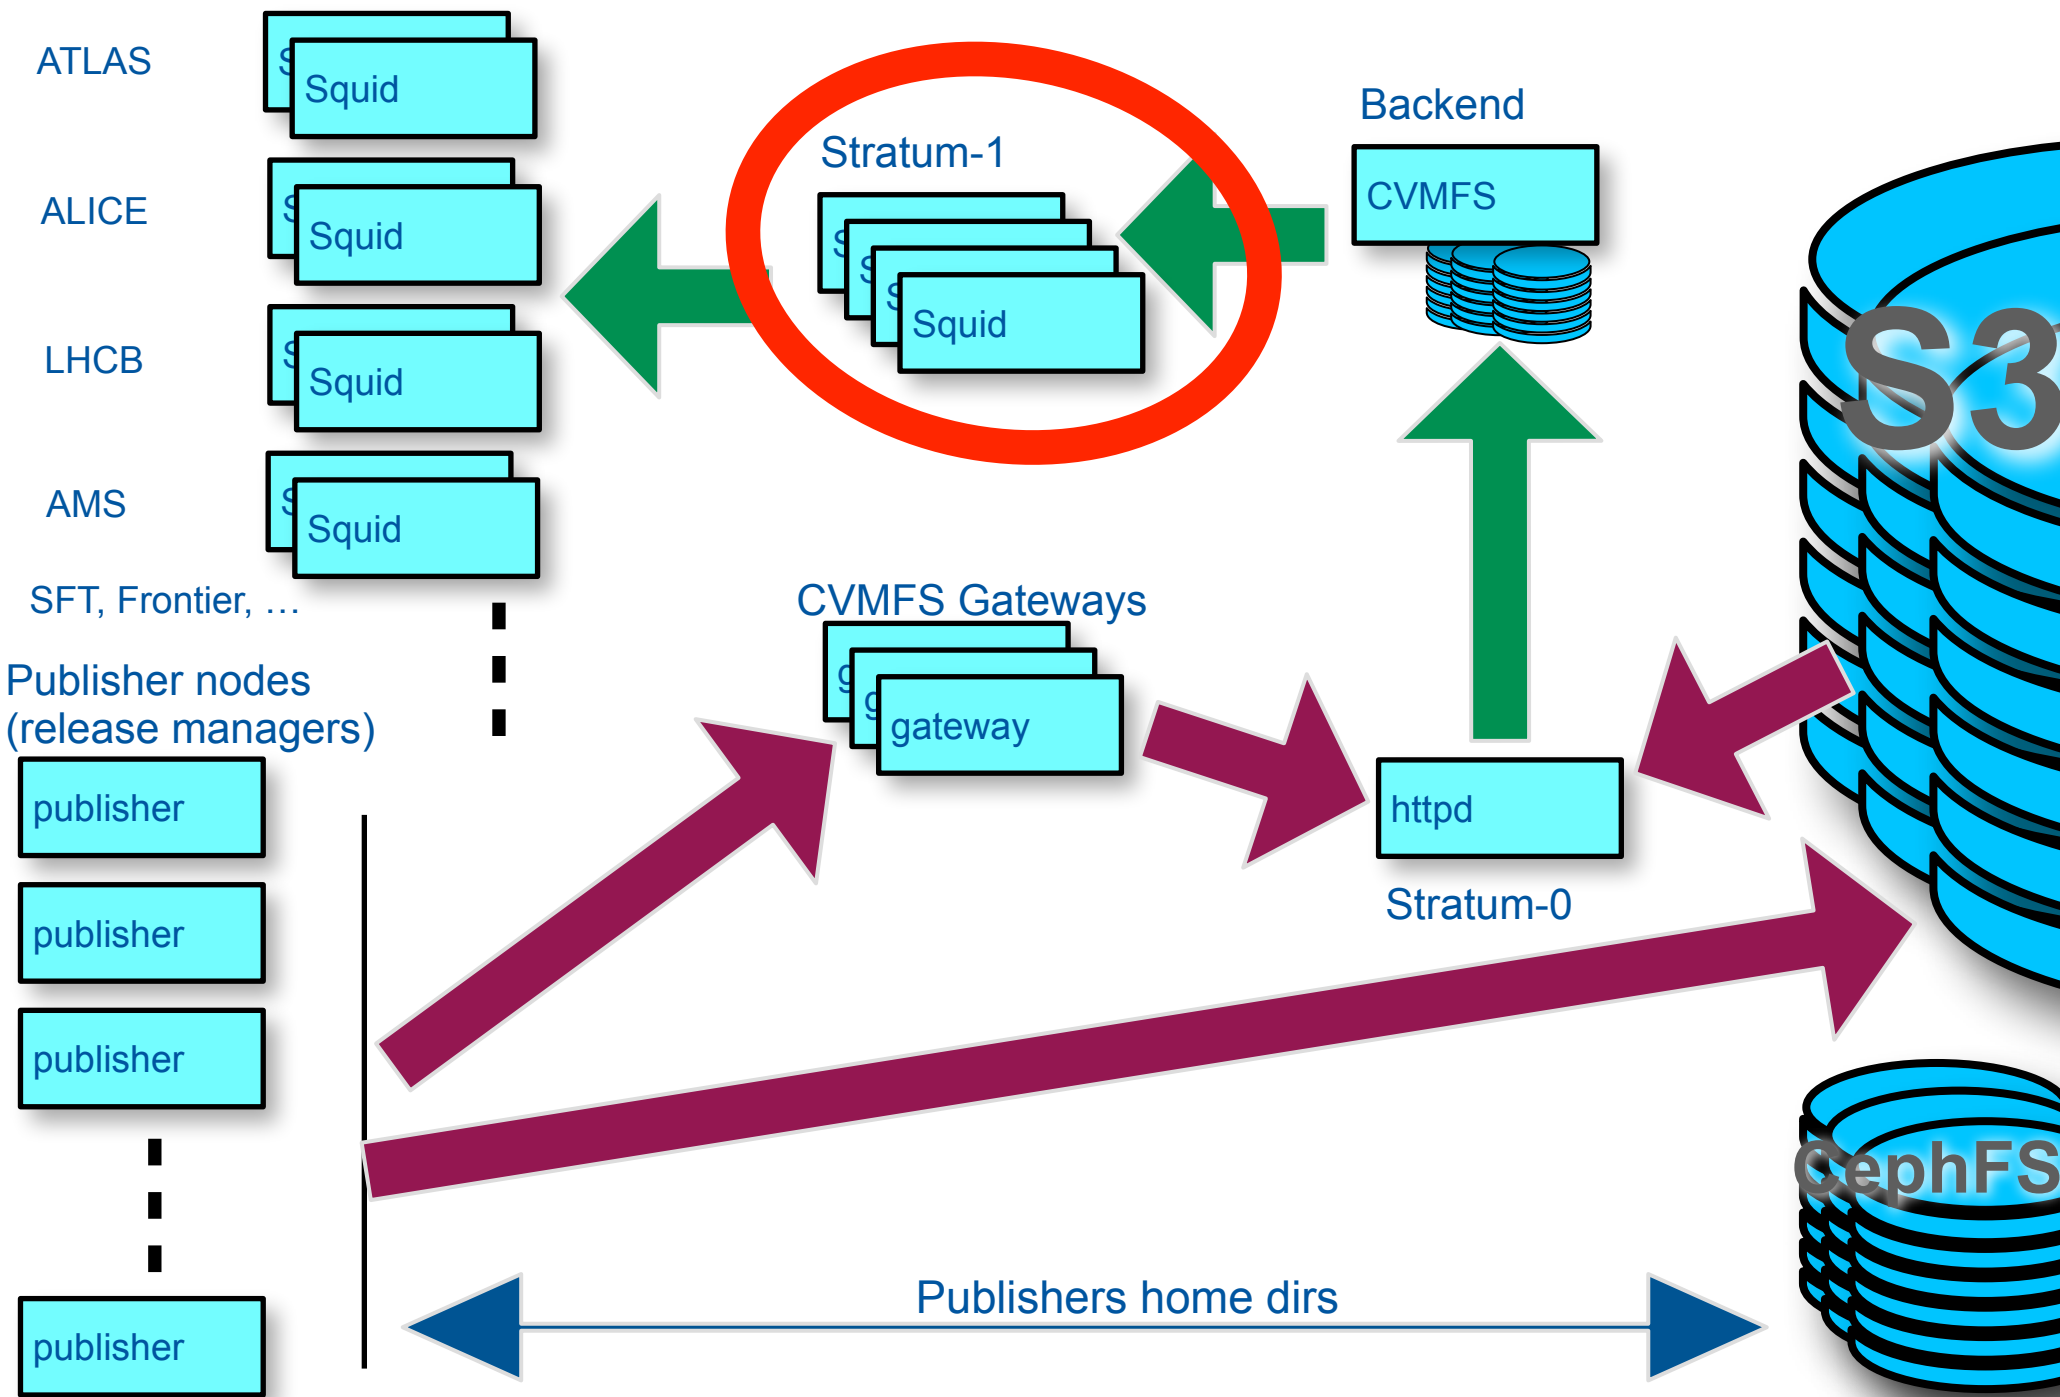 ATLAS
S
Squid
ALICE
S
Squid
LHCB
S
Squid
AMS
S
Squid
SFT, Frontier, …
Stratum-1
S
S
S
Squid
Backend
CVMFS
S3
CVMFS Gateways
g
g
gateway
httpd
Stratum-0
Publisher nodes
(release managers)
publisher
publisher
publisher
publisher
CephFS
Publishers home dirs